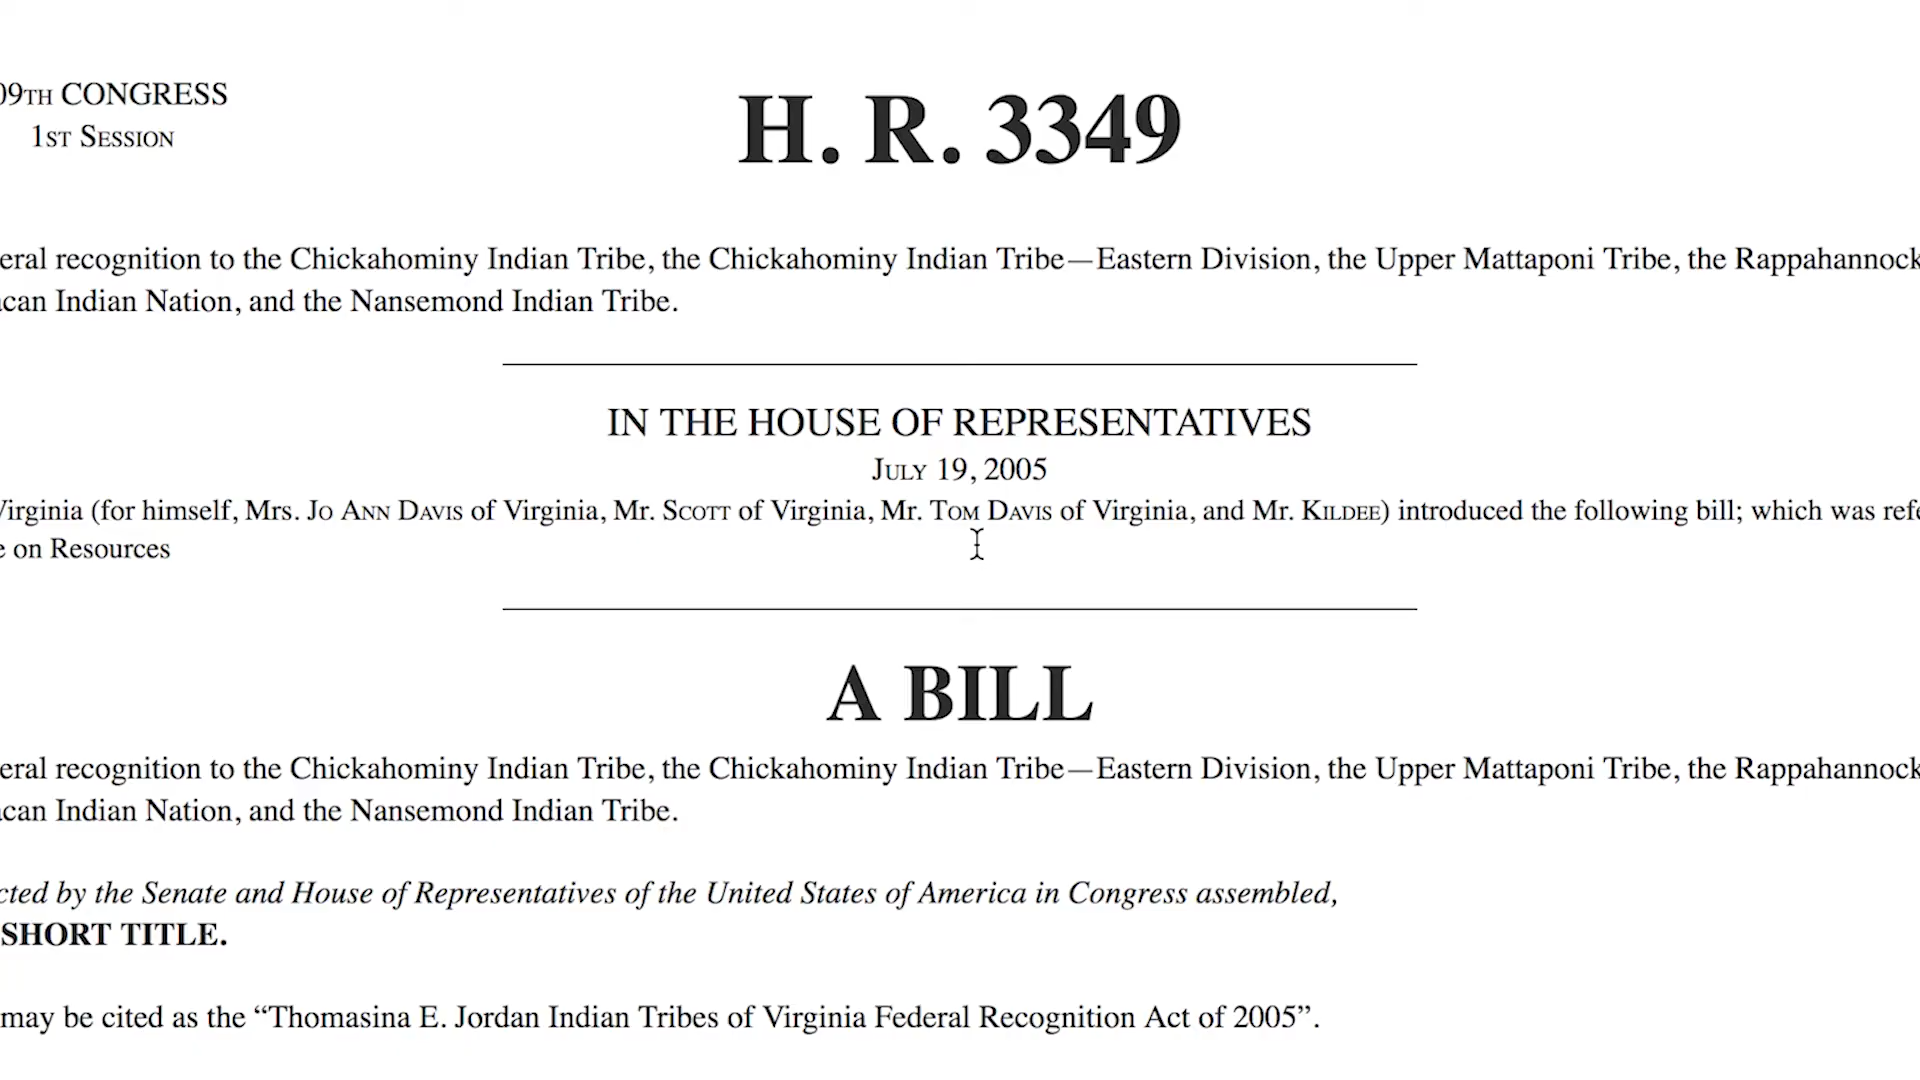 09TH CONGRESS
1ST SESSION
H. R. 3349
eral recognition to the Chickahominy Indian Tribe, the Chickahominy Indian Tribe—Eastern Division, the Upper Mattaponi Tribe, the Rappahannock
can Indian Nation, and the Nansemond Indian Tribe.
IN THE HOUSE OF REPRESENTATIVES
JULY 19, 2005
Virginia (for himself, Mrs. JO ANN DAVIS of Virginia, Mr. SCOTT of Virginia, Mr. TOM DAVIS of Virginia, and Mr. KILDEE) introduced the following bill; which was refe
e on Resources
A BILL
eral recognition to the Chickahominy Indian Tribe, the Chickahominy Indian Tribe—Eastern Division, the Upper Mattaponi Tribe, the Rappahannock
can Indian Nation, and the Nansemond Indian Tribe.
cted by the Senate and House of Representatives of the United States of America in Congress assembled,
SHORT TITLE.
may be cited as the “Thomasina E. Jordan Indian Tribes of Virginia Federal Recognition Act of 2005”.